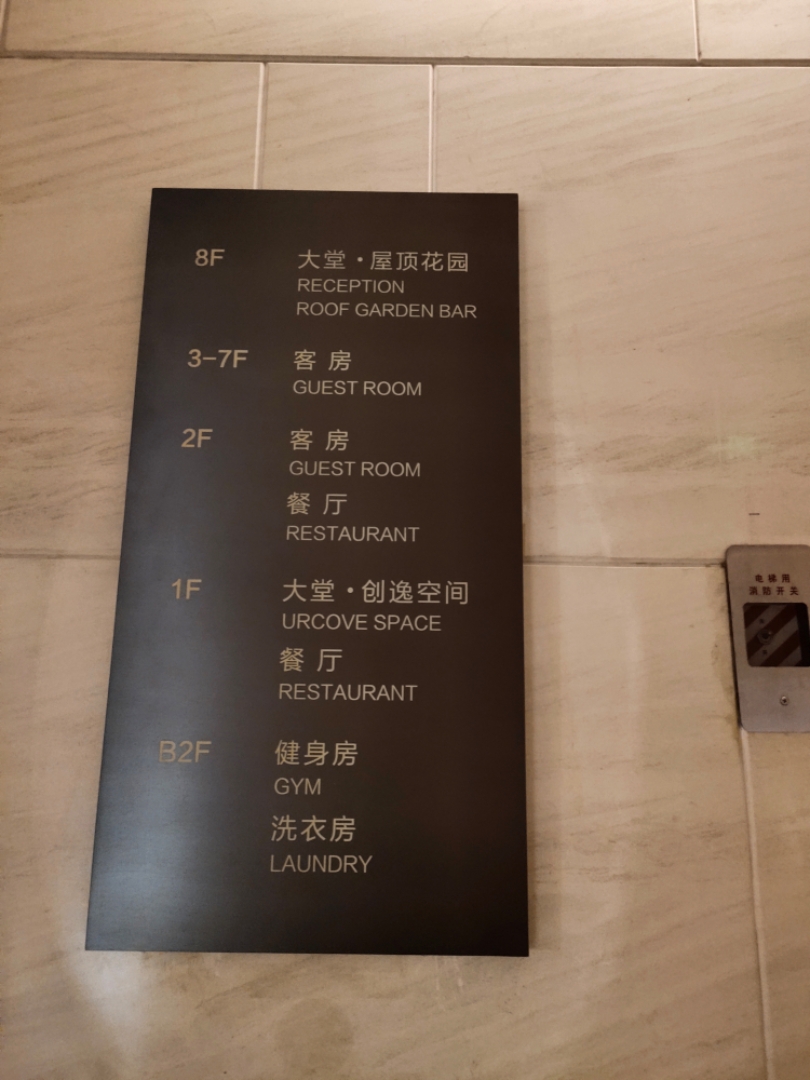 8F 大堂·屋顶花园
RECEPTION
ROOF GARDEN BAR
3-7F 客房
GUEST ROOM
2F 客房
GUEST ROOM
餐厅
RESTAURANT
1F 大堂·创逸空间
URCOVE SPACE
餐厅
RESTAURANT
B2F 健身房
GYM
洗衣房
LAUNDRY
电梯用
消防开关